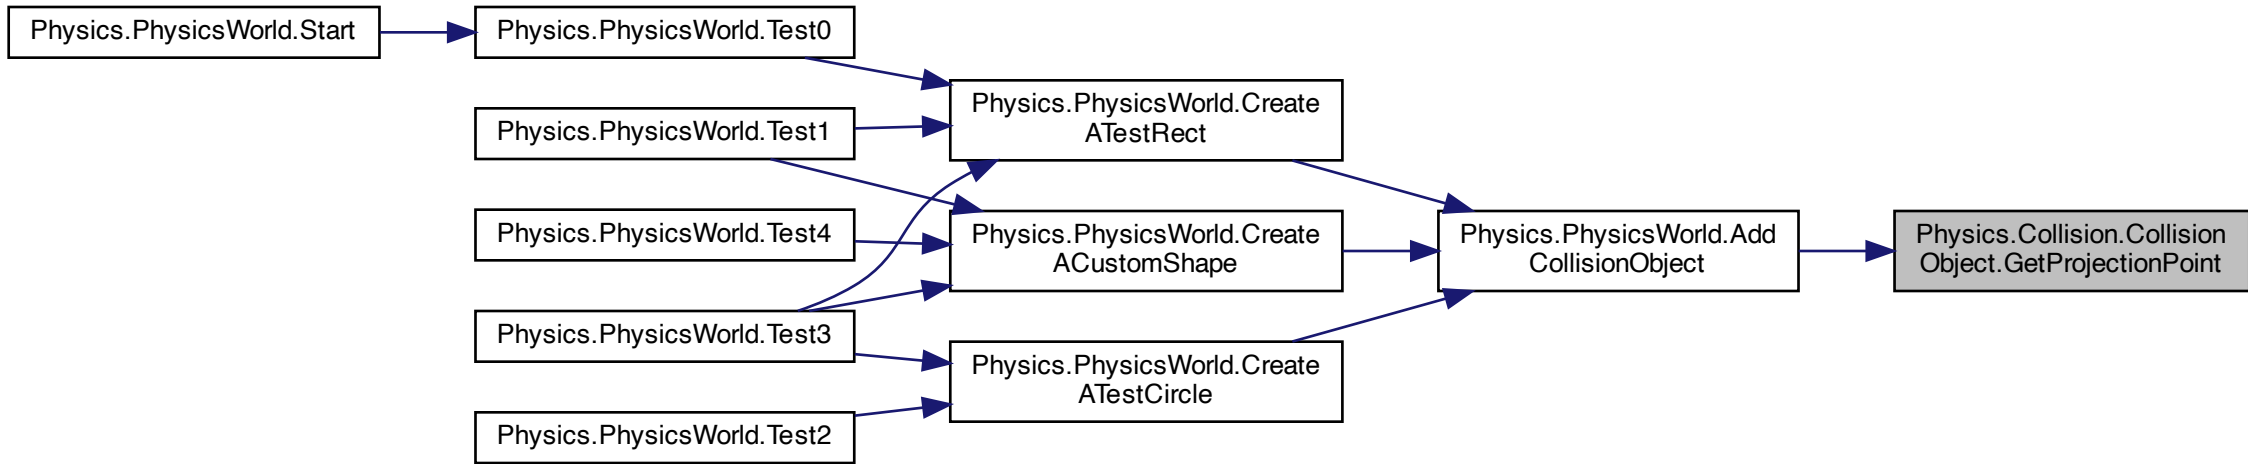 Physics.PhysicsWorld.Start
Physics.PhysicsWorld.Test0
Physics.PhysicsWorld.Test1
Physics.PhysicsWorld.Test4
Physics.PhysicsWorld.Test3
Physics.PhysicsWorld.Test2
Physics.PhysicsWorld.Create
ATestRect
Physics.PhysicsWorld.Create
ACustomShape
Physics.PhysicsWorld.Create
ATestCircle
Physics.PhysicsWorld.Add
CollisionObject
Physics.Collision.Collision
Object.GetProjectionPoint